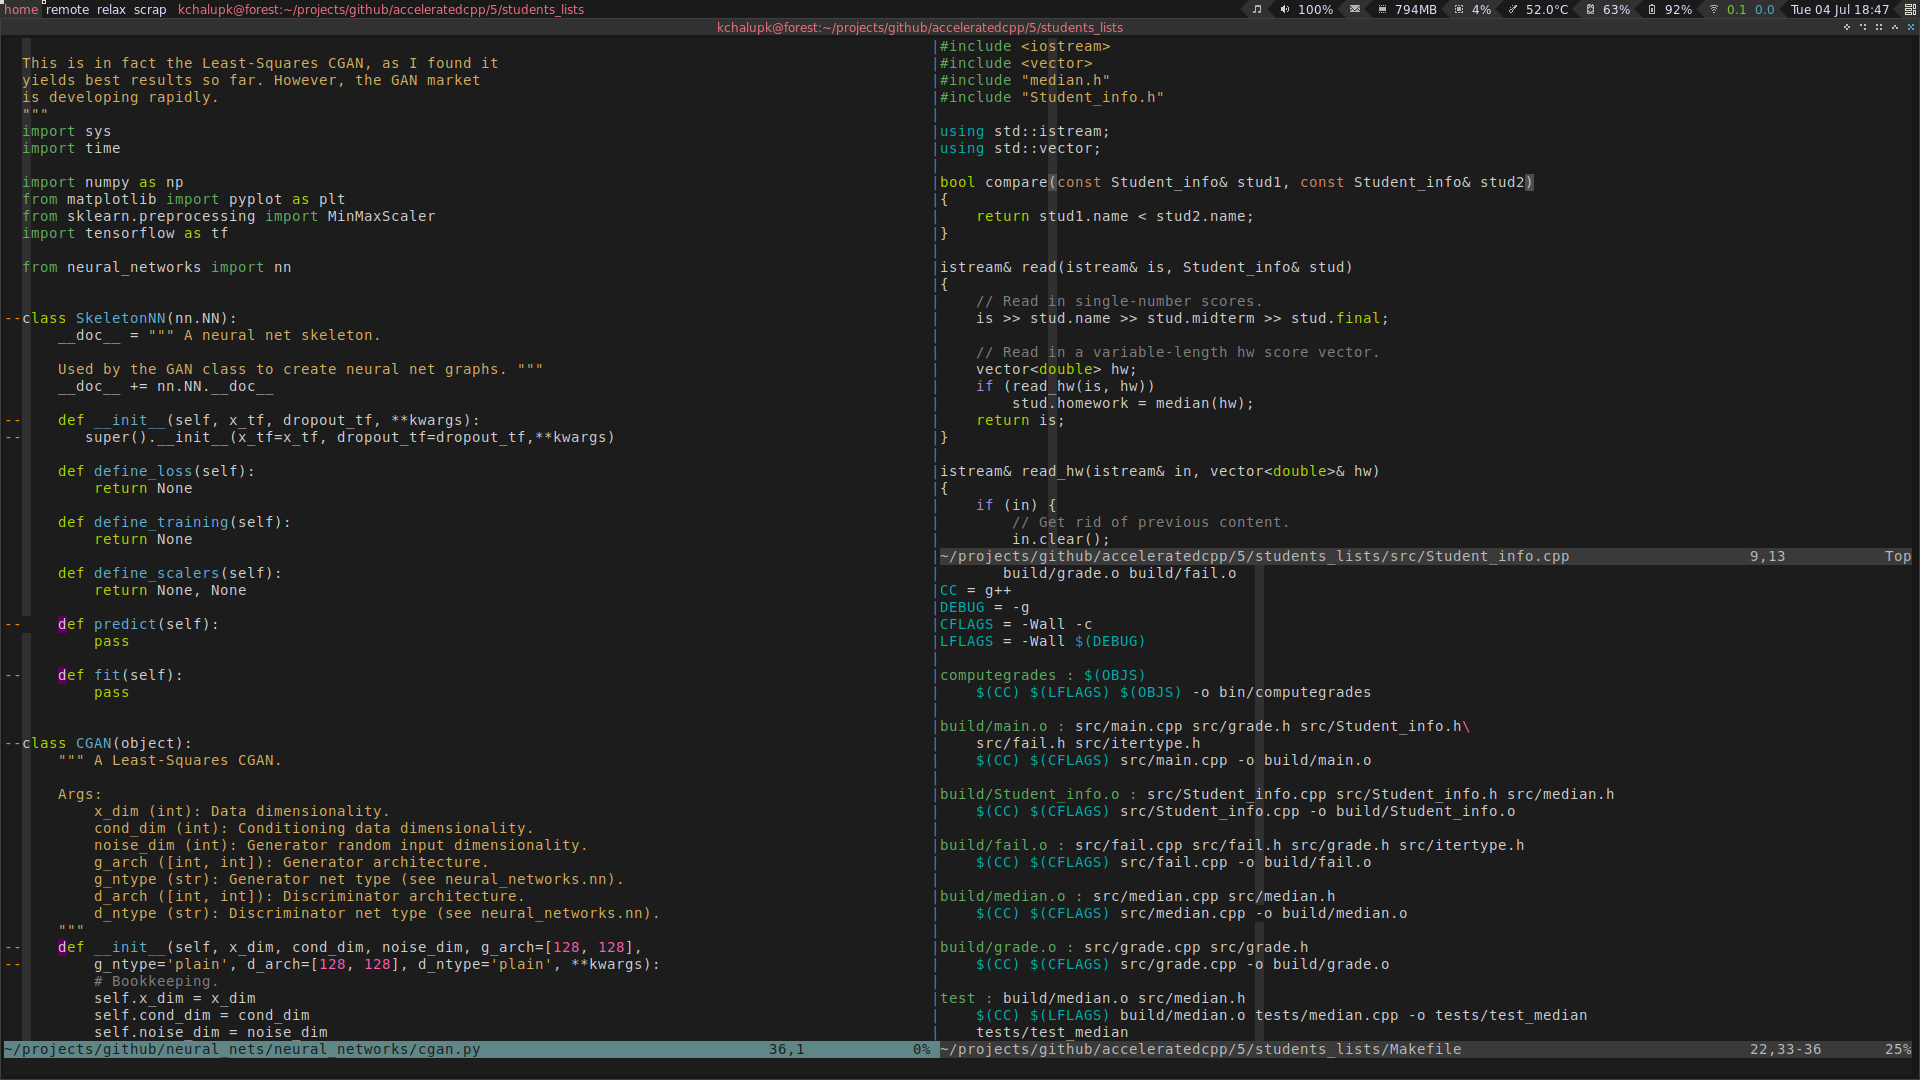 home remote relax scrap kchalupk@forest:~/projects/github/acceleratedcpp/5/students_lists 100% 794MB 4% 52.0°C 63% 92% 0.1 0.0 Tue 04 Jul 18:47
kchalupk@forest:~/projects/github/acceleratedcpp/5/students_lists
This is in fact the Least-Squares CGAN, as I found it
yields best results so far. However, the GAN market
is developing rapidly.
"""
import sys
import time
import numpy as np
from matplotlib import pyplot as plt
from sklearn.preprocessing import MinMaxScaler
import tensorflow as tf
from neural_networks import nn
--class SkeletonNN(nn.NN):
    __doc__ = """ A neural net skeleton.
    Used by the GAN class to create neural net graphs. """
    __doc__ += nn.NN.__doc__
--    def __init__(self, x_tf, dropout_tf, **kwargs):
--       super().__init__(x_tf=x_tf, dropout_tf=dropout_tf,**kwargs)
    def define_loss(self):
        return None
    def define_training(self):
        return None
    def define_scalers(self):
        return None, None
--    def predict(self):
        pass
--    def fit(self):
        pass
--class CGAN(object):
    """ A Least-Squares CGAN.
    Args:
        x_dim (int): Data dimensionality.
        cond_dim (int): Conditioning data dimensionality.
        noise_dim (int): Generator random input dimensionality.
        g_arch ([int, int]): Generator architecture.
        g_ntype (str): Generator net type (see neural_networks.nn).
        d_arch ([int, int]): Discriminator architecture.
        d_ntype (str): Discriminator net type (see neural_networks.nn).
    """
--    def __init__(self, x_dim, cond_dim, noise_dim, g_arch=[128, 128],
--        g_ntype='plain', d_arch=[128, 128], d_ntype='plain', **kwargs):
        # Bookkeeping.
        self.x_dim = x_dim
        self.cond_dim = cond_dim
        self.noise_dim = noise_dim
~/projects/github/neural_nets/neural_networks/cgan.py 36,1 0%
#include <iostream>
#include <vector>
#include "median.h"
#include "Student_info.h"
using std::istream;
using std::vector;
bool compare(const Student_info& stud1, const Student_info& stud2)
{
    return stud1.name < stud2.name;
}
istream& read(istream& is, Student_info& stud)
{
    // Read in single-number scores.
    is >> stud.name >> stud.midterm >> stud.final;
    // Read in a variable-length hw score vector.
    vector<double> hw;
    if (read_hw(is, hw))
        stud.homework = median(hw);
    return is;
}
istream& read_hw(istream& in, vector<double>& hw)
{
    if (in) {
        // Get rid of previous content.
        in.clear();
~/projects/github/acceleratedcpp/5/students_lists/src/Student_info.cpp 9,13 Top
       build/grade.o build/fail.o
CC = g++
DEBUG = -g
CFLAGS = -Wall -c
LFLAGS = -Wall $(DEBUG)
computegrades : $(OBJS)
    $(CC) $(LFLAGS) $(OBJS) -o bin/computegrades
build/main.o : src/main.cpp src/grade.h src/Student_info.h\
    src/fail.h src/itertype.h
    $(CC) $(CFLAGS) src/main.cpp -o build/main.o
build/Student_info.o : src/Student_info.cpp src/Student_info.h src/median.h
    $(CC) $(CFLAGS) src/Student_info.cpp -o build/Student_info.o
build/fail.o : src/fail.cpp src/fail.h src/grade.h src/itertype.h
    $(CC) $(CFLAGS) src/fail.cpp -o build/fail.o
build/median.o : src/median.cpp src/median.h
    $(CC) $(CFLAGS) src/median.cpp -o build/median.o
build/grade.o : src/grade.cpp src/grade.h
    $(CC) $(CFLAGS) src/grade.cpp -o build/grade.o
test : build/median.o src/median.h
    $(CC) $(LFLAGS) build/median.o tests/median.cpp -o tests/test_median
    tests/test_median
~/projects/github/acceleratedcpp/5/students_lists/Makefile 22,33-36 25%